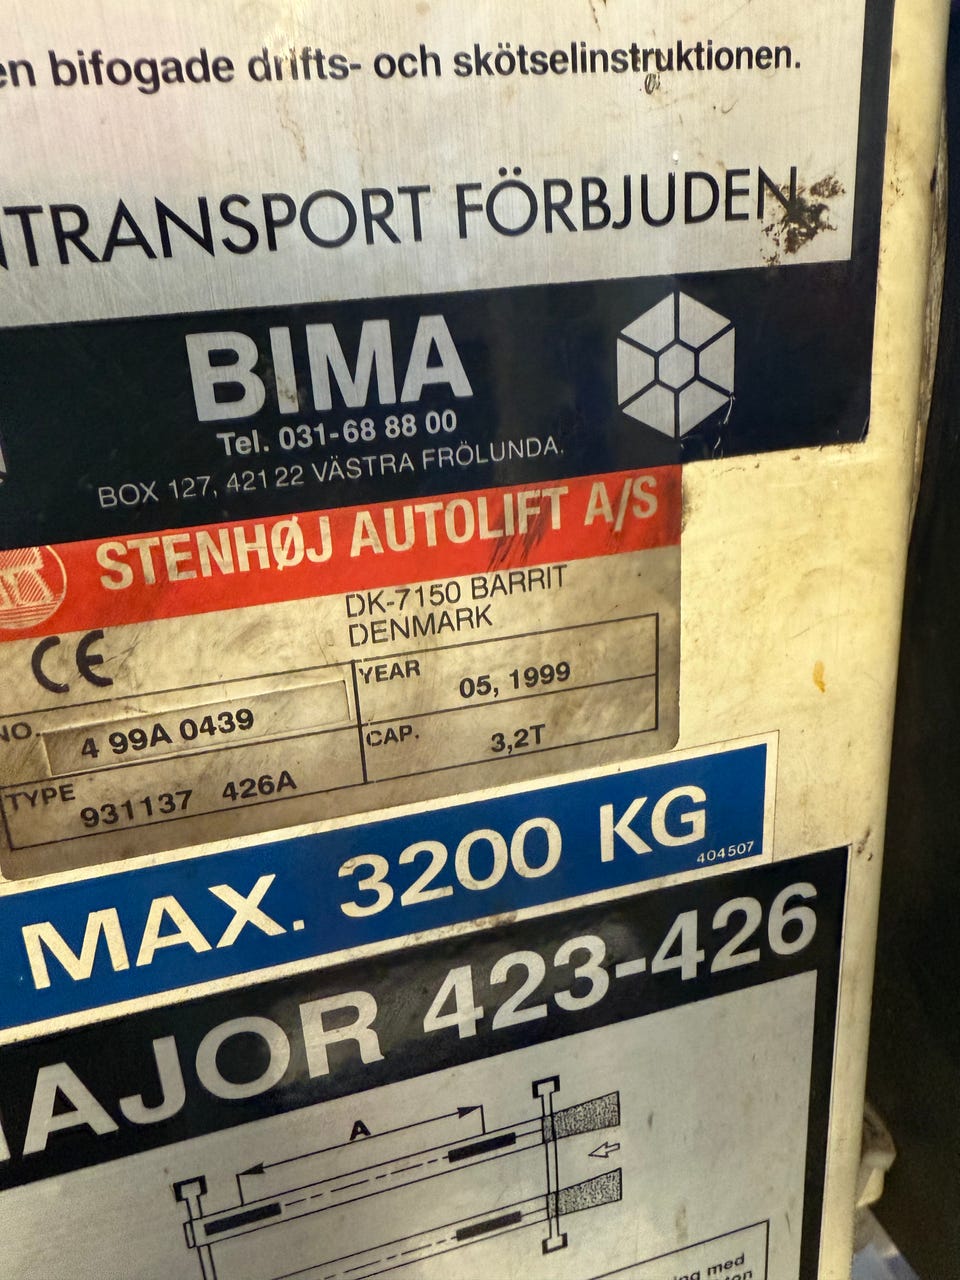 bifogade drifts- och skötselinstruktionen.
TRANSPORT FÖRBJUDEN
BIMA
Tel. 031-68 88 00
BOX 127, 421 22 VÄSTRA FRÖLUNDA.
STENHØJ AUTOLIFT A/S
DK-7150 BARRIT
DENMARK
CE
NO. 4 99A 0439
YEAR 05, 1999
TYPE 931137 426A
CAP. 3,2T
MAX. 3200 KG
404507
AJOR 423-426
A
med